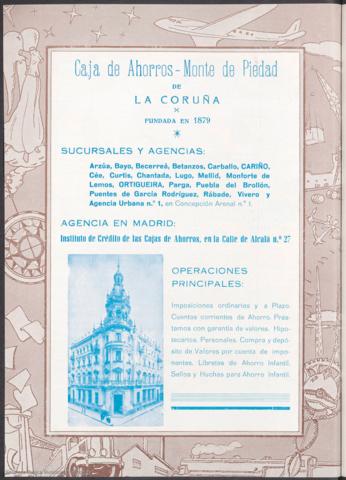 Caja de Ahorros - Monte de Piedad
DE
LA CORUÑA
FUNDADA EN 1879
SUCURSALES Y AGENCIAS:
Arzúa, Bayo, Becerreá, Betanzos, Carballo, CARIÑO,
Cée, Curtis, Chantada, Lugo, Mellid, Monforte de
Lemos, ORTIGUEIRA, Parga, Puebla del Brollón,
Puentes de García Rodríguez, Rábade, Vivero y
Agencia Urbana n.º 1, en Concepción Arenal n.º 1.
AGENCIA EN MADRID:
Instituto de Crédito de las Cajas de Ahorros, en la Calle de Alcalá n.º 27
OPERACIONES
PRINCIPALES:
Imposiciones ordinarias y a Plazo.
Cuentas corrientes de Ahorro. Prés-
tamos con garantía de valores. Hipo-
tecarios. Personales. Compra y depó-
sito de Valores por cuenta de impo-
nentes. Libretas de Ahorro Infantil.
Sellos y Huchas para Ahorro Infantil.